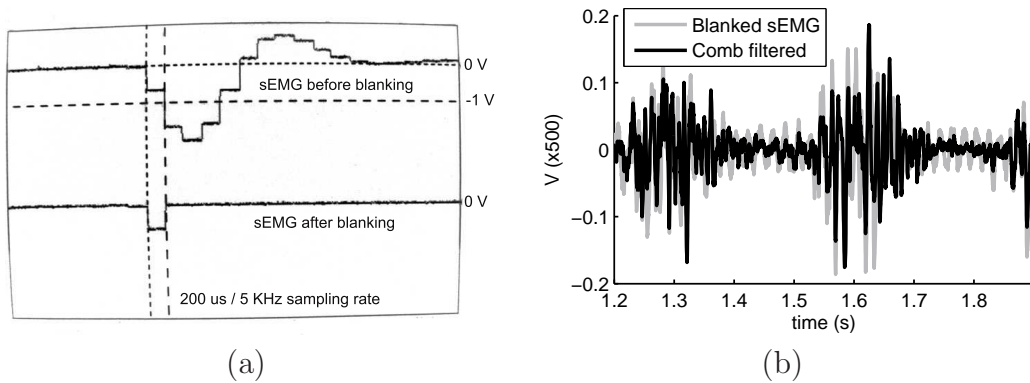 0 V
sEMG before blanking
-1 V
0 V
sEMG after blanking
200 us / 5 KHz sampling rate
(a)
0.2
0.1
0
−0.1
−0.2
V (x500)
Blanked sEMG
Comb filtered
1.2 1.3 1.4 1.5 1.6 1.7 1.8
time (s)
(b)